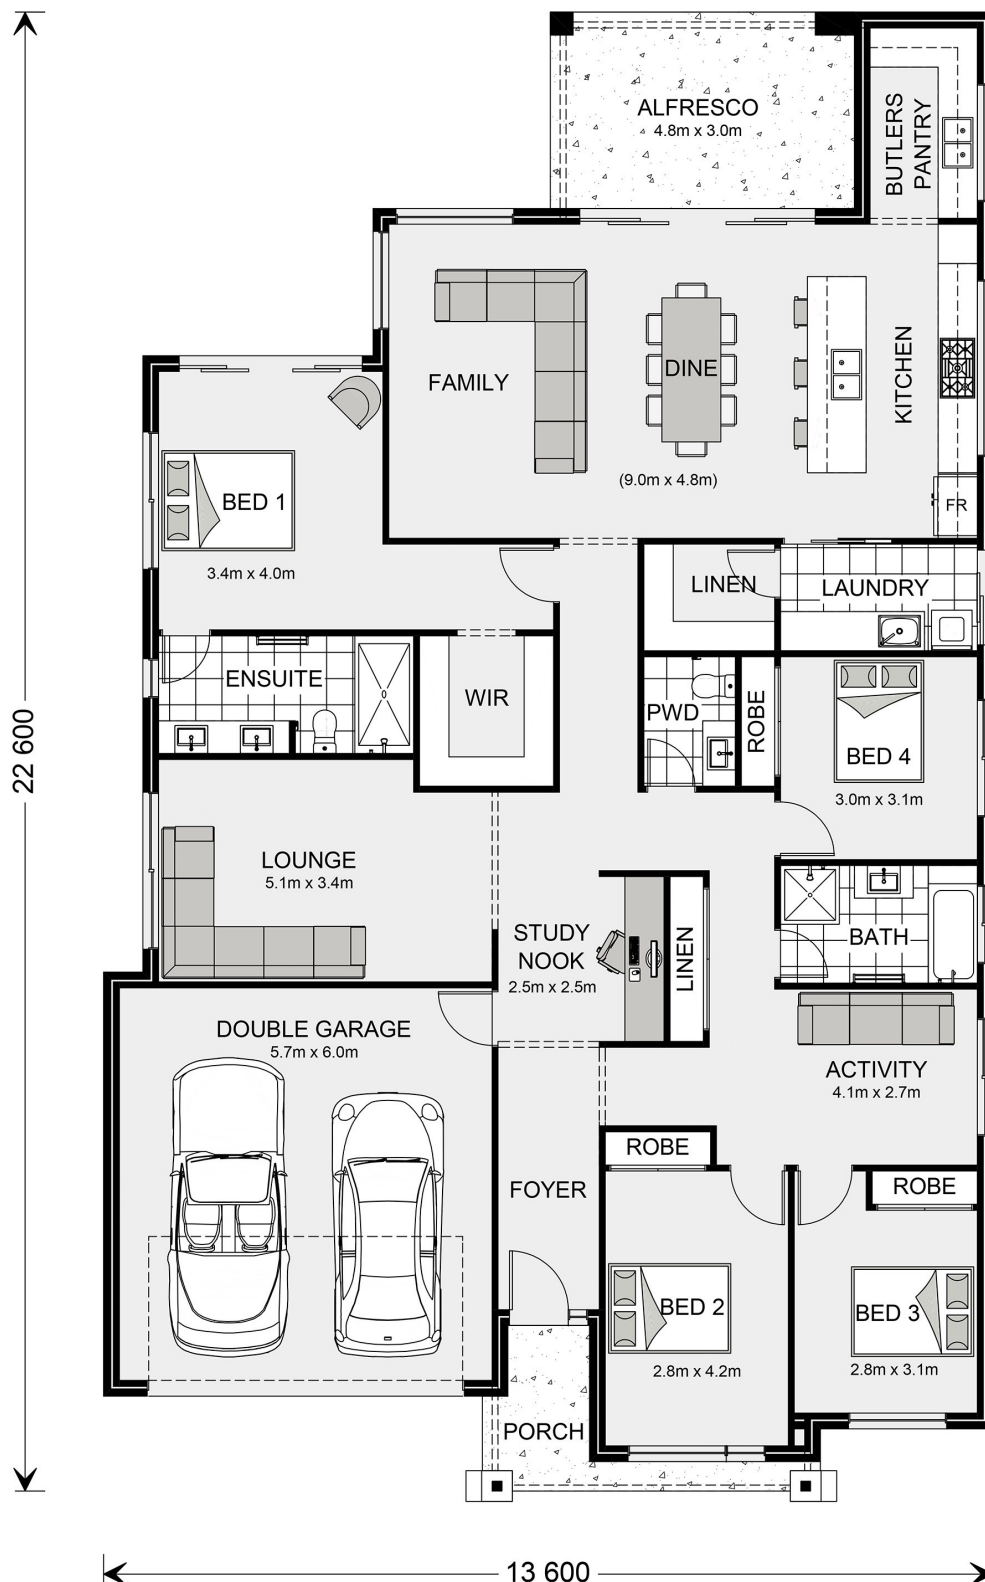 ALFRESCO
4.8m x 3.0m
BUTLERS
PANTRY
FAMILY
DINE
KITCHEN
(9.0m x 4.8m)
FR
BED 1
3.4m x 4.0m
LINEN
LAUNDRY
ENSUITE
WIR
PWD
ROBE
BED 4
3.0m x 3.1m
22 600
LOUNGE
5.1m x 3.4m
STUDY
NOOK
2.5m x 2.5m
LINEN
BATH
DOUBLE GARAGE
5.7m x 6.0m
ACTIVITY
4.1m x 2.7m
ROBE
FOYER
ROBE
BED 2
2.8m x 4.2m
BED 3
2.8m x 3.1m
PORCH
13 600